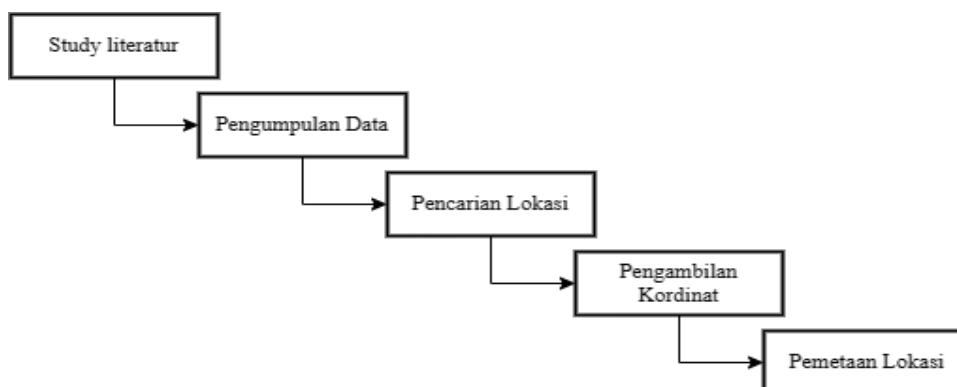 Study literatur
Pengumpulan Data
Pencarian Lokasi
Pengambilan
Kordinat
Pemetaan Lokasi